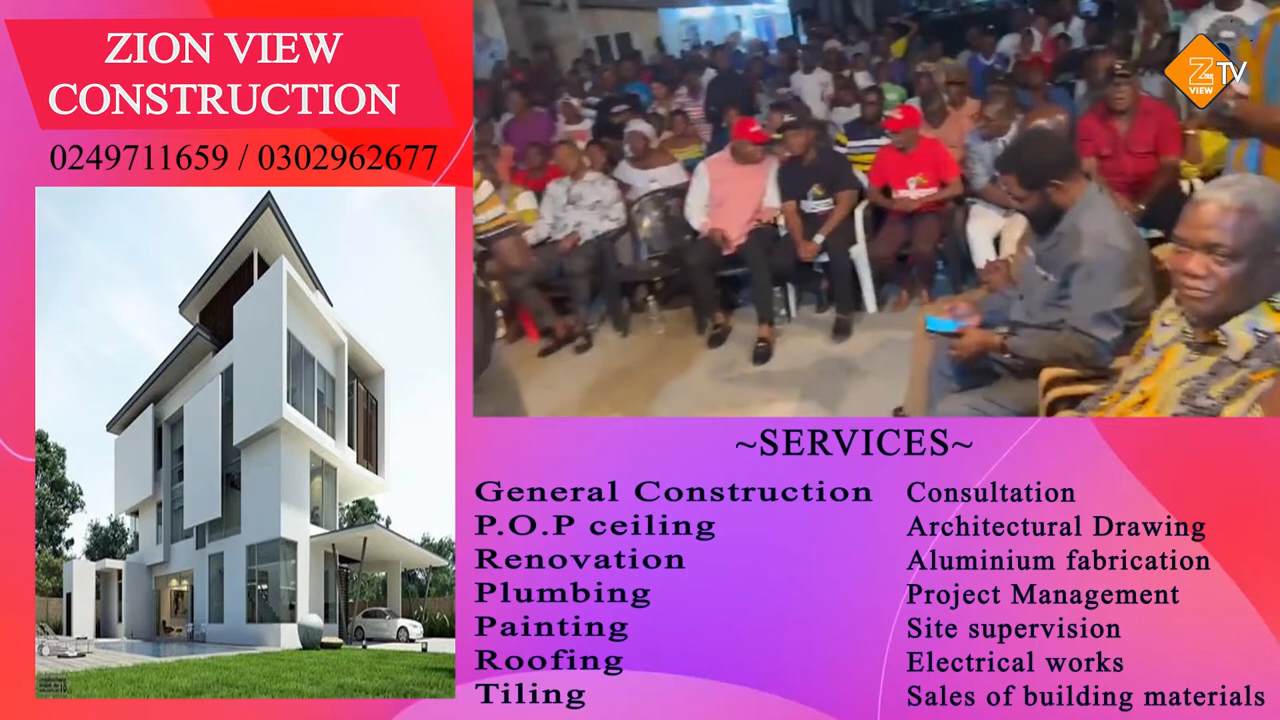 ZION VIEW
CONSTRUCTION
0249711659 / 0302962677
Z
VIEW
TV
~SERVICES~
General Construction
P.O.P ceiling
Renovation
Plumbing
Painting
Roofing
Tiling
Consultation
Architectural Drawing
Aluminium fabrication
Project Management
Site supervision
Electrical works
Sales of building materials